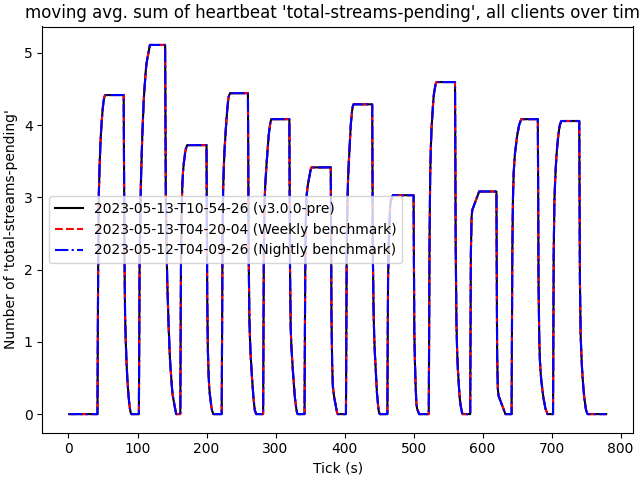 moving avg. sum of heartbeat 'total-streams-pending', all clients over tim
Number of 'total-streams-pending'
5
4
3
2
1
0
2023-05-13-T10-54-26 (v3.0.0-pre)
2023-05-13-T04-20-04 (Weekly benchmark)
2023-05-12-T04-09-26 (Nightly benchmark)
0 100 200 300 400 500 600 700 800
Tick (s)